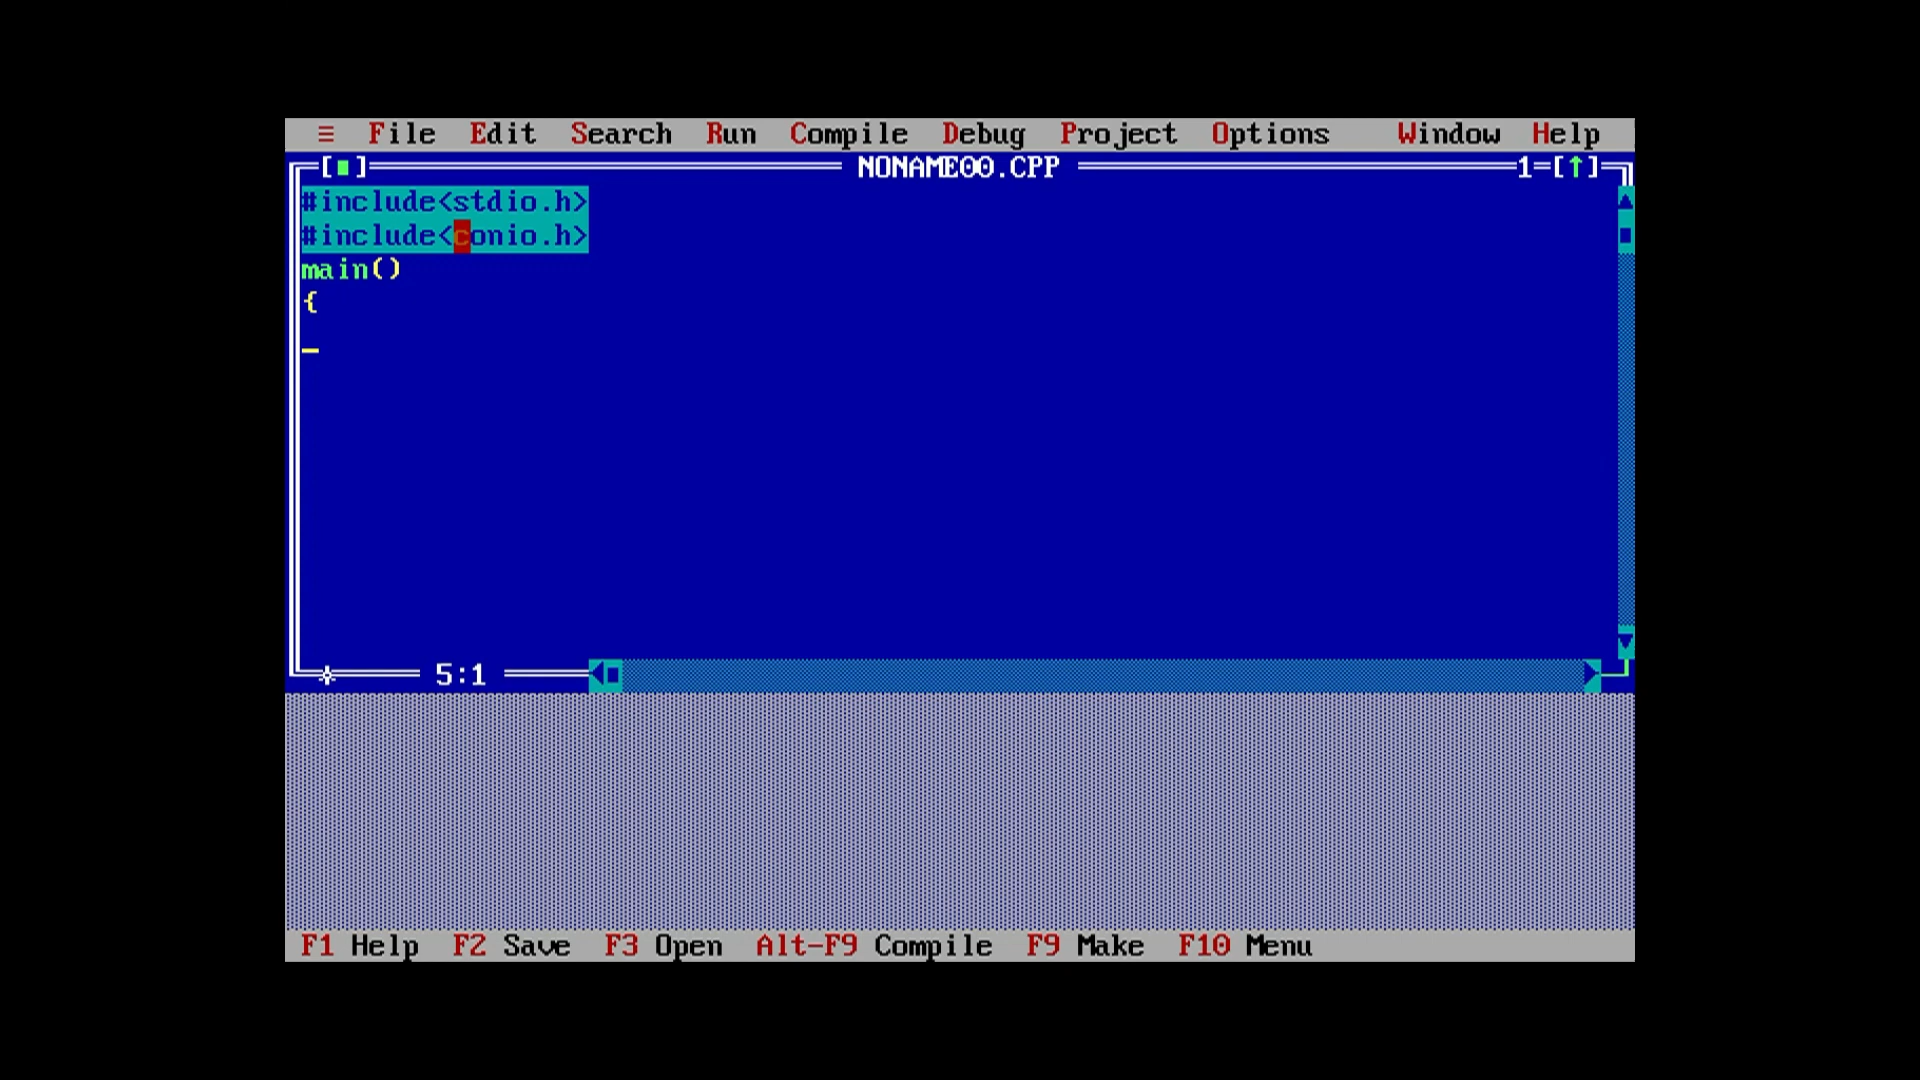 ≡ File Edit Search Run Compile Debug Project Options Window Help
[■] NONAME00.CPP 1=[↑]
#include<stdio.h>
#include<conio.h>
main()
{
5:1
F1 Help F2 Save F3 Open Alt-F9 Compile F9 Make F10 Menu